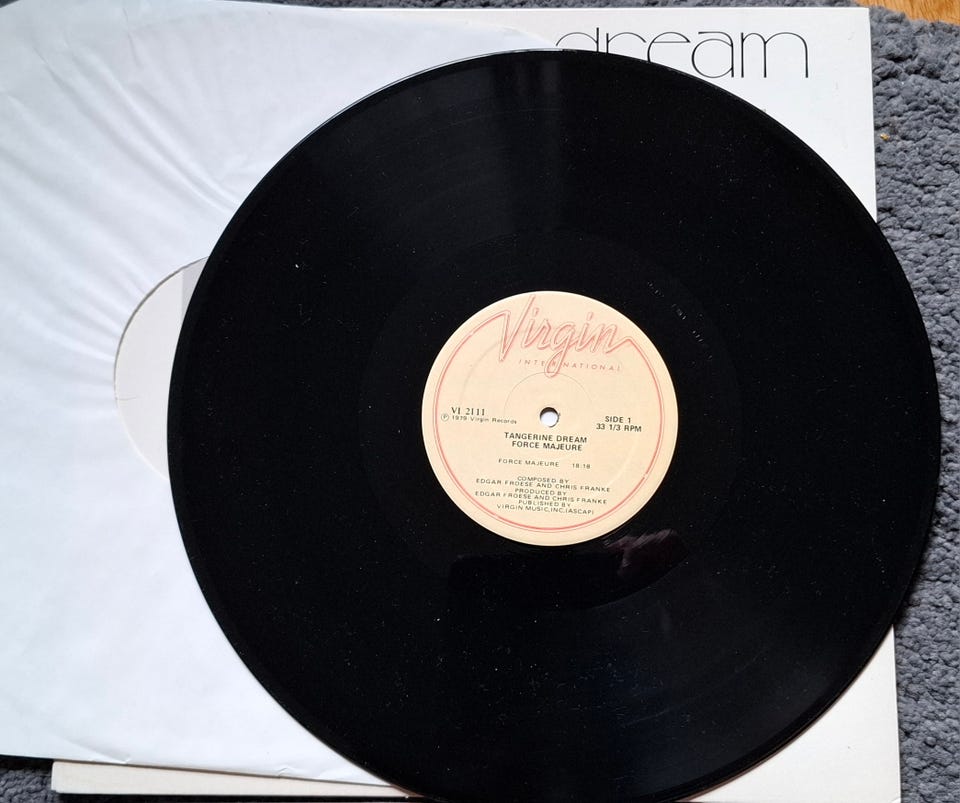 dream
Virgin
INTERNATIONAL
VI 2111
℗ 1979 Virgin Records
SIDE 1
33 1/3 RPM
TANGERINE DREAM
FORCE MAJEURE
FORCE MAJEURE 18:18
COMPOSED BY
EDGAR FROESE AND CHRIS FRANKE
PRODUCED BY
EDGAR FROESE AND CHRIS FRANKE
PUBLISHED BY
VIRGIN MUSIC, INC. (ASCAP)